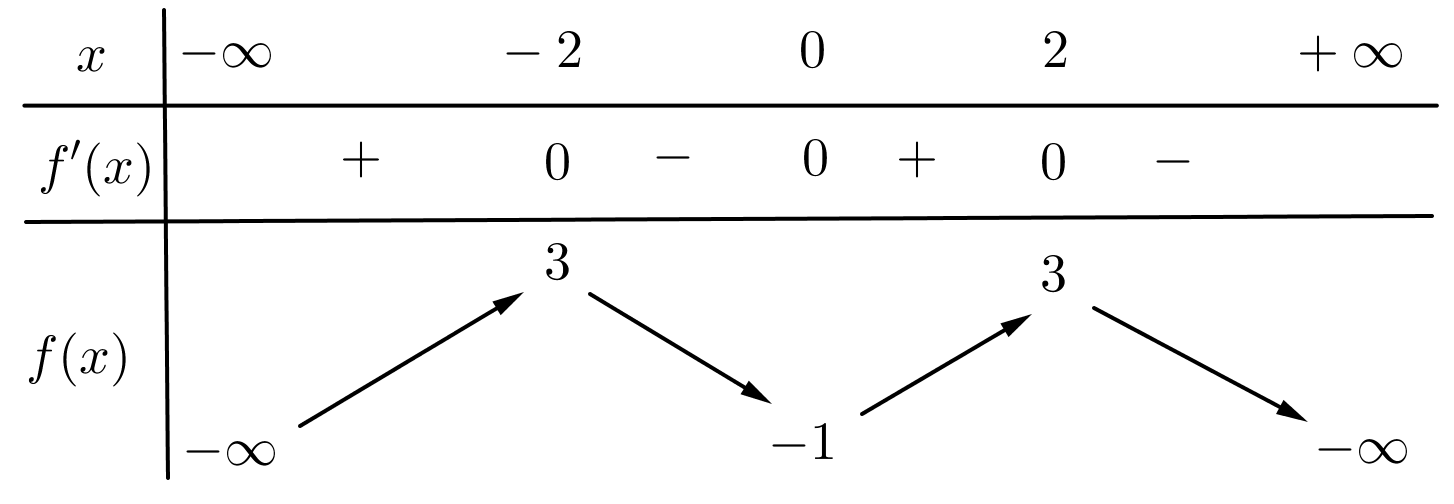 x −∞ − 2 0 2 + ∞
f′(x) + 0 − 0 + 0 −
3 3
f(x)
−∞ −1 −∞